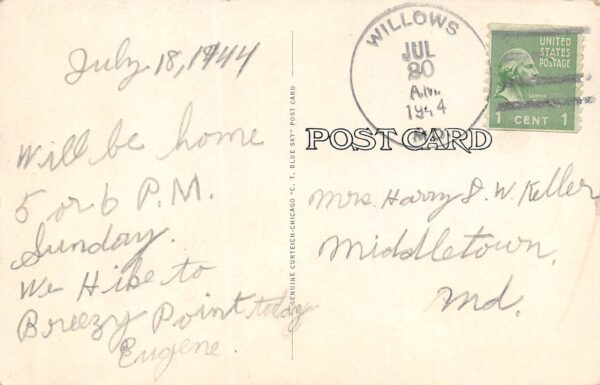 July 18, 1944
Will be home
5 or 6 P.M.
Sunday.
We Hike to
Breezy Point today
Eugene.
GENUINE CURTEICH-CHICAGO "C. T. BLUE SKY" POST CARD
WILLOWS
JUL
20
A.M.
1944
MD.
UNITED
STATES
POSTAGE
1 CENT 1
POST CARD
Mrs. Harry J. W. Keller
Middletown,
Md.